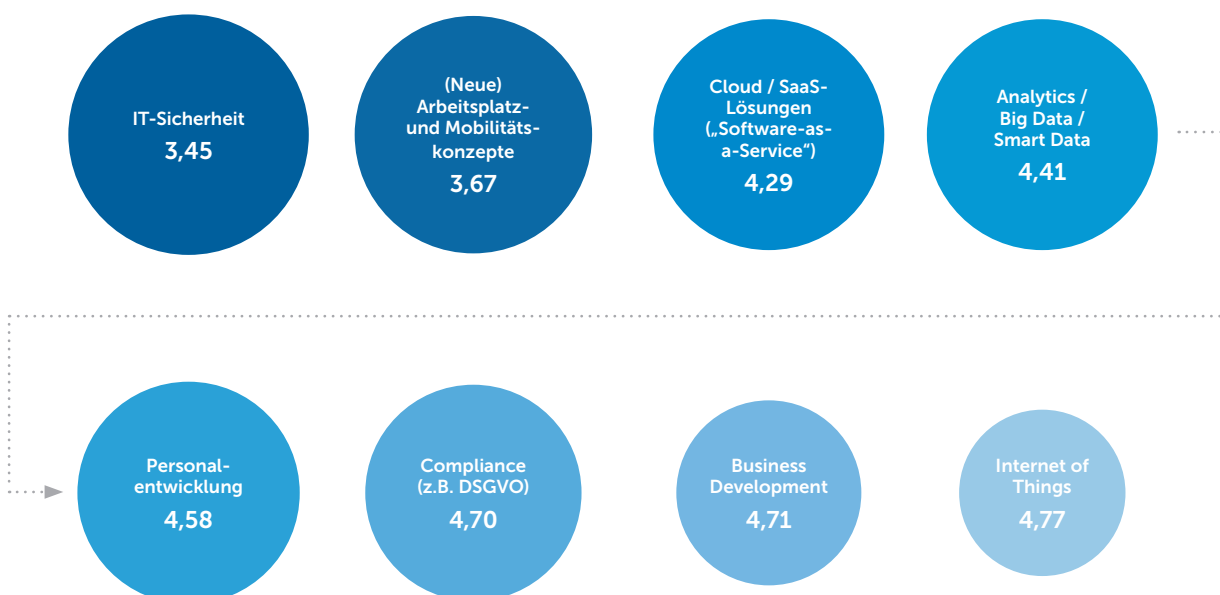 IT-Sicherheit
3,45
(Neue)
Arbeitsplatz-
und Mobilitäts-
konzepte
3,67
Cloud / SaaS-
Lösungen
(„Software-as-
a-Service“)
4,29
Analytics /
Big Data /
Smart Data
4,41
Personal-
entwicklung
4,58
Compliance
(z.B. DSGVO)
4,70
Business
Development
4,71
Internet of
Things
4,77